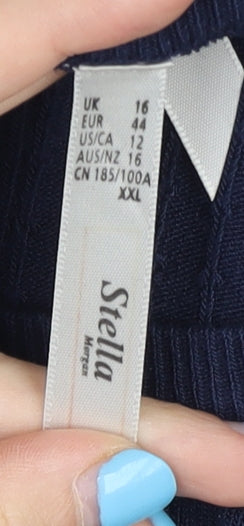 UK 16
EUR 44
US/CA 12
AUS/NZ 16
CN 185/100A
XXL
Stella
Morgan